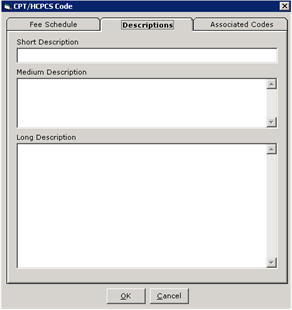 CPT/HCPCS Code
Fee Schedule Descriptions Associated Codes
Short Description
Medium Description
Long Description
OK Cancel